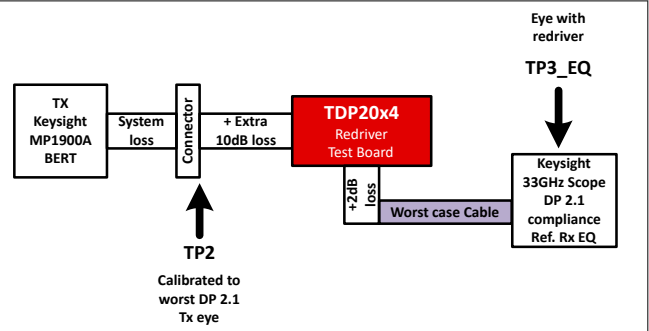 Eye with
redriver
TP3_EQ
TX
Keysight
MP1900A
BERT
System
loss
Connector
+ Extra
10dB loss
TDP20x4
Redriver
Test Board
+2dB
loss
Worst case Cable
Keysight
33GHz Scope
DP 2.1
compliance
Ref. Rx EQ
TP2
Calibrated to
worst DP 2.1
Tx eye